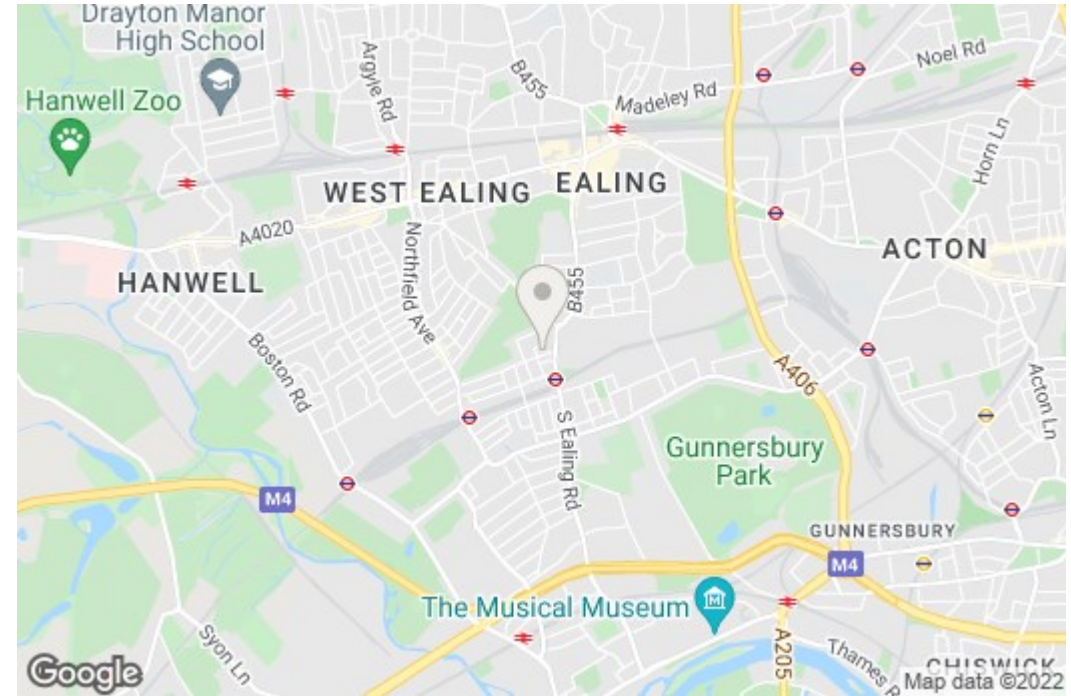 Drayton Manor
High School
Hanwell Zoo
Argyle Rd
B455
Madeley Rd
Noel Rd
Horn Ln
WEST EALING
EALING
A4020
Northfield Ave
B455
ACTON
HANWELL
Boston Rd
A406
Acton Ln
S Ealing Rd
Gunnersbury
Park
M4
GUNNERSBURY
M4
The Musical Museum
Syon Ln
A205
Thames R
CHISWICK
Google
Map data ©2022